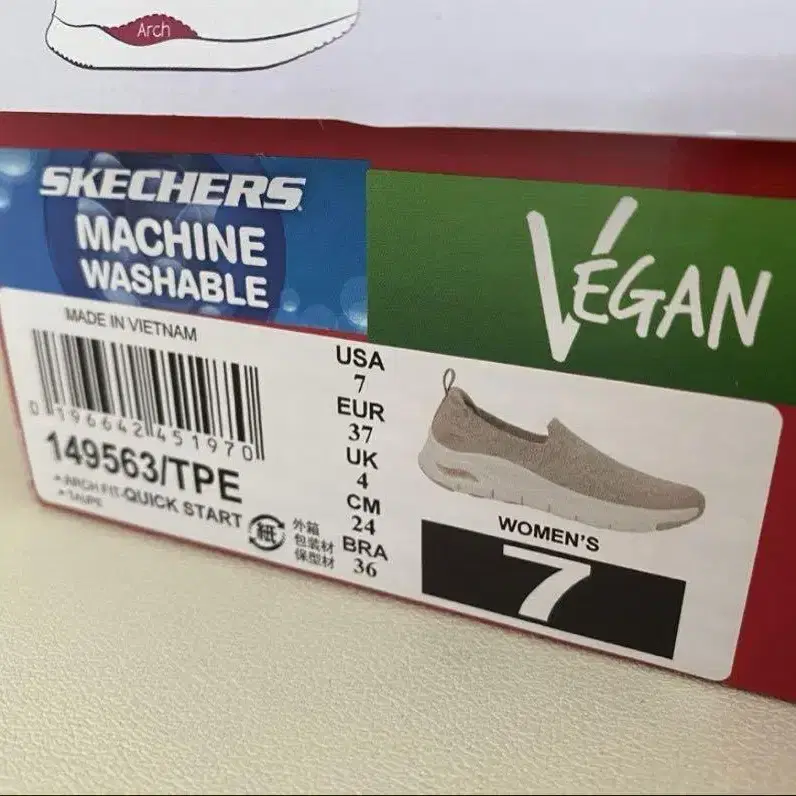 Arch
SKECHERS
MACHINE
WASHABLE
VEGAN
MADE IN VIETNAM
0 196642 451970
149563/TPE
ARCH FIT-QUICK START
TAUPE
紙
外箱
包装材
保型材
USA
7
EUR
37
UK
4
CM
24
BRA
36
WOMEN'S
7